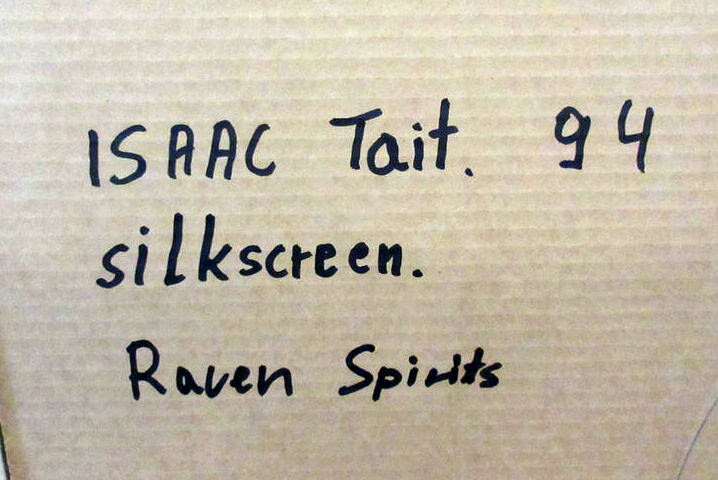 ISAAC Tait. 94
silkscreen.
Raven Spirits